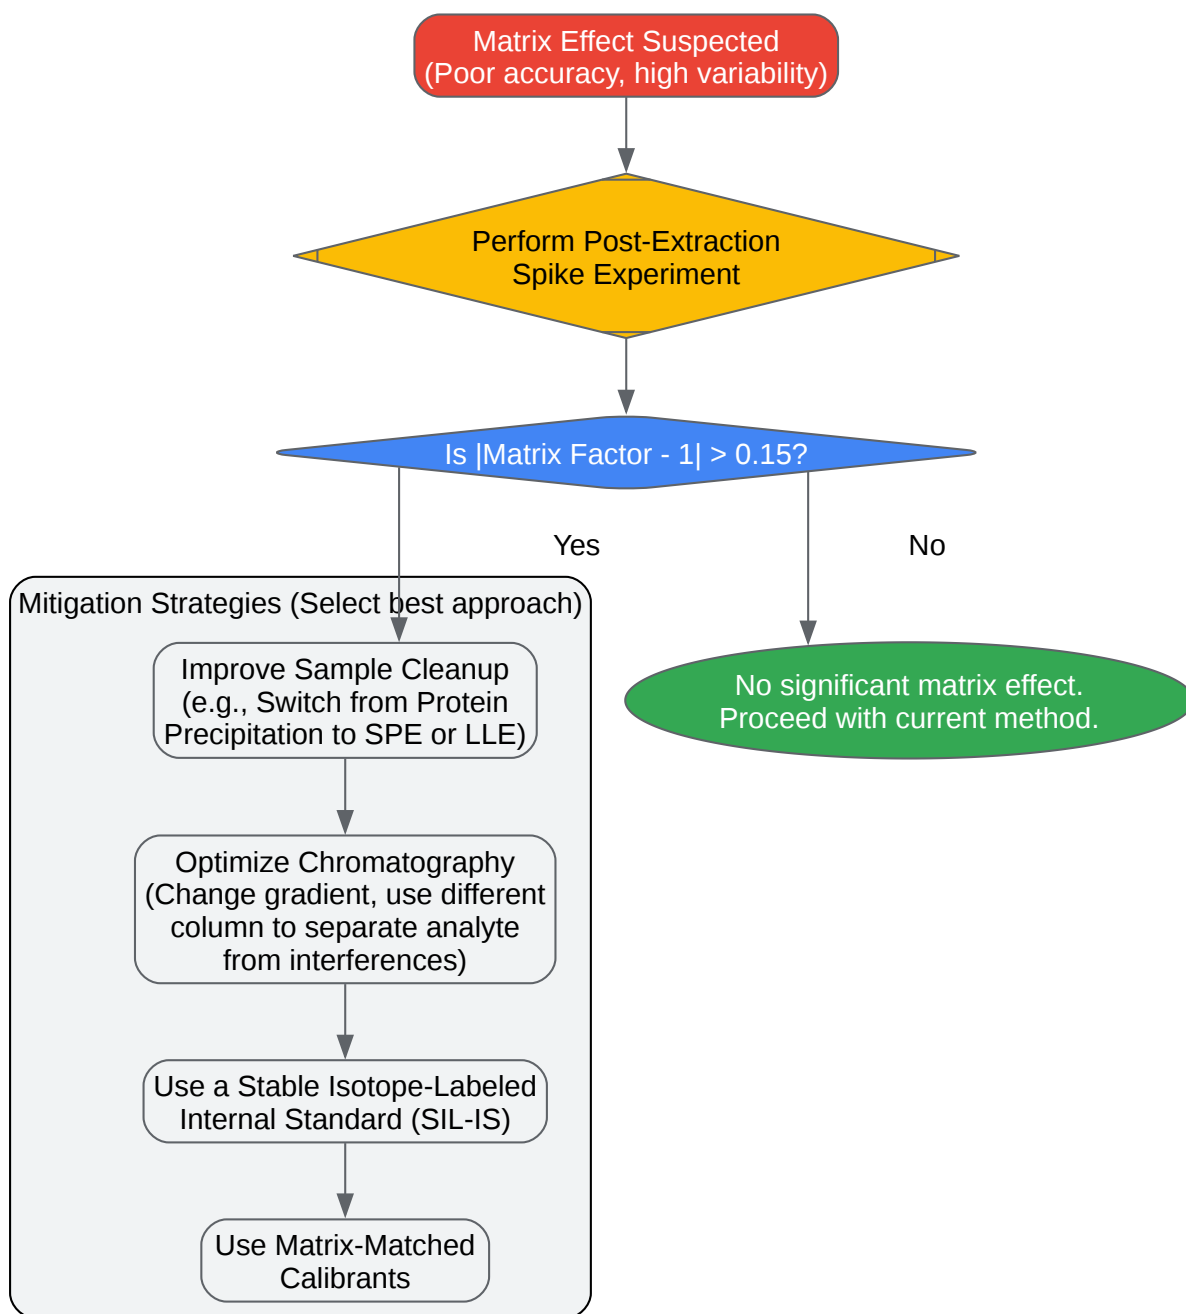 Matrix Effect Suspected
(Poor accuracy, high variability)
Perform Post-Extraction
Spike Experiment
Is |Matrix Factor - 1| > 0.15?
Yes
No
Mitigation Strategies (Select best approach)
Improve Sample Cleanup
(e.g., Switch from Protein
Precipitation to SPE or LLE)
No significant matrix effect.
Proceed with current method.
Optimize Chromatography
(Change gradient, use different
column to separate analyte
from interferences)
Use a Stable Isotope-Labeled
Internal Standard (SIL-IS)
Use Matrix-Matched
Calibrants